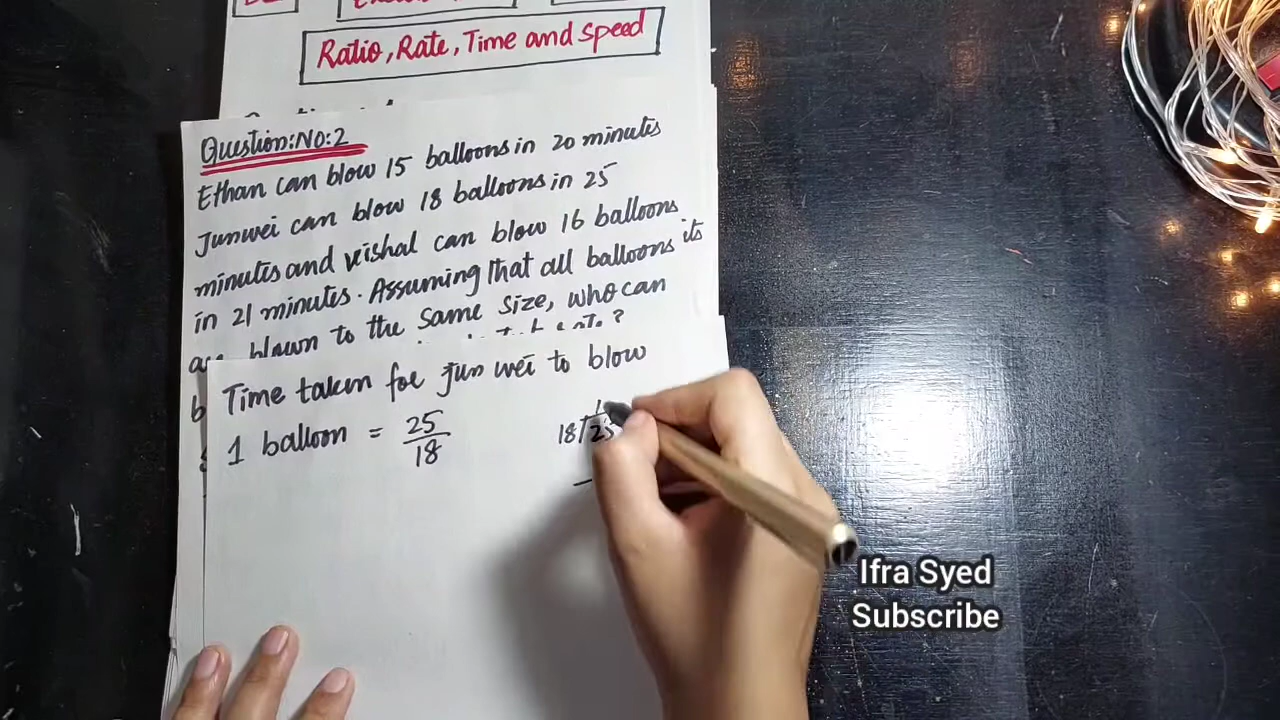 Ratio, Rate, Time and Speed
Question:No:2
Ethan can blow 15 balloons in 20 minutes
Junwei can blow 18 balloons in 25
minutes and vishal can blow 16 balloons
in 21 minutes. Assuming that all balloons its
are blown to the same size, who can
Time taken for jun wei to blow
1 balloon = 25/18
18 25
1
Ifra Syed
Subscribe